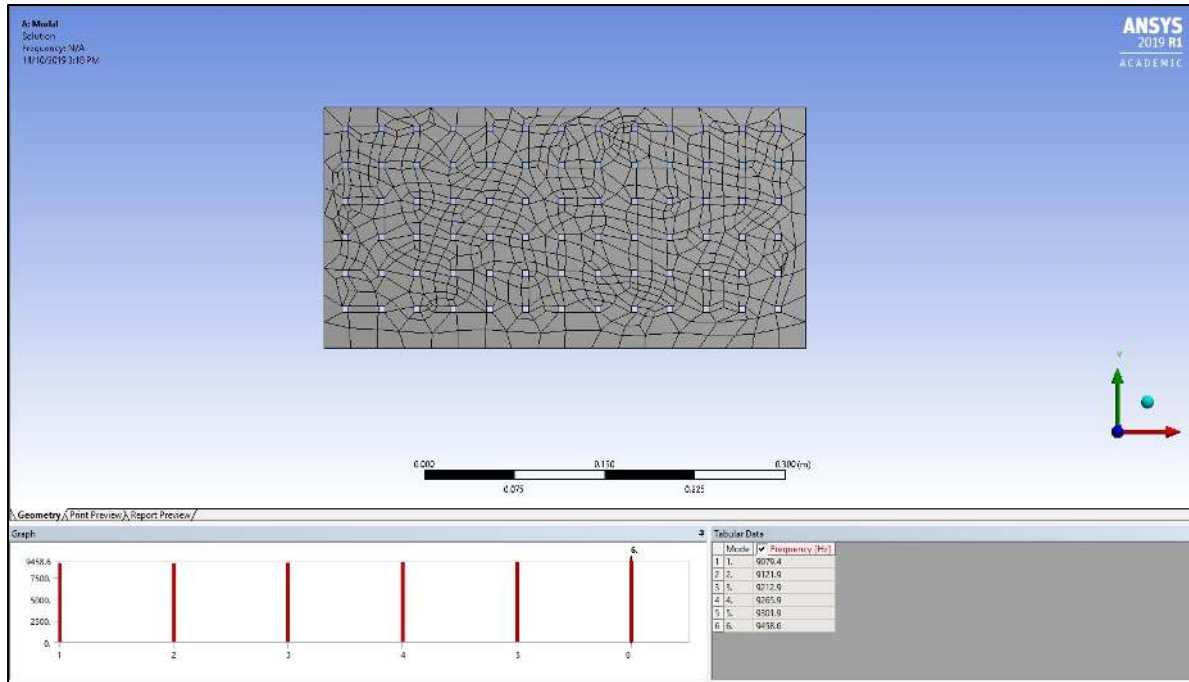 A: Modal
Solution
Frequency: N/A
11/10/2019 3:18 PM
ANSYS
2019 R1
ACADEMIC
Y
0.000
0.150
0.300 (m)
0.075
0.225
Geometry Print Preview Report Preview
Graph
Tabular Data
6.
9458.6
7500.
5000.
2500.
0.
1
2
3
4
5
6
Mode Frequency [Hz]
1 1. 9079.4
2 2. 9121.9
3 3. 9212.9
4 4. 9265.9
5 5. 9301.9
6 6. 9458.6